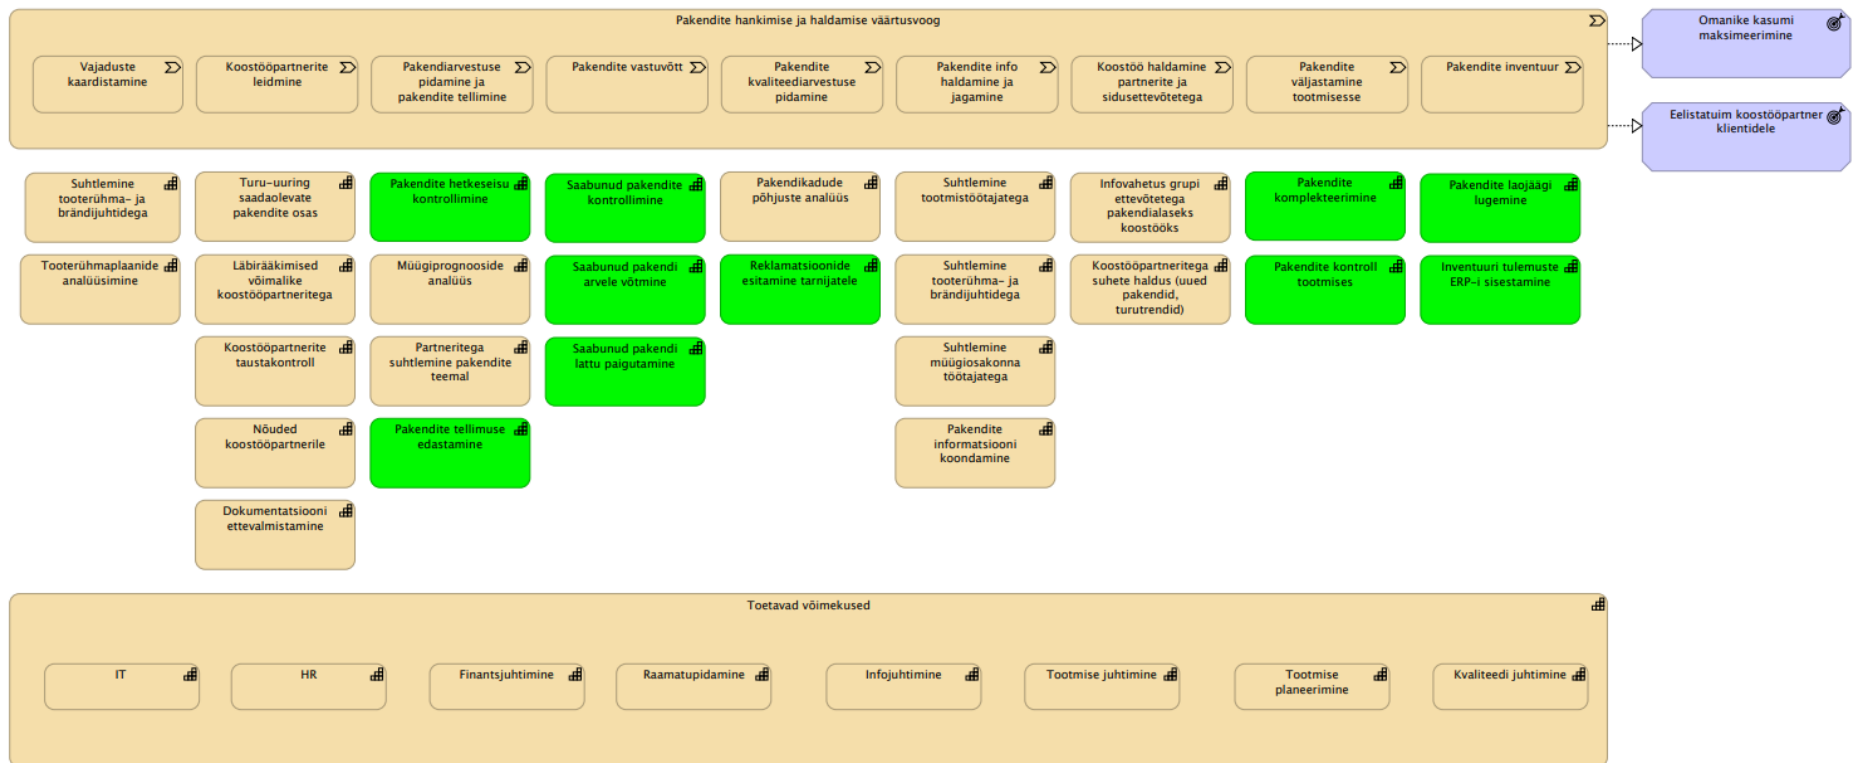 Pakendite hankimise ja haldamise väärtusvoog
Omanike kasumi
maksimeerimine
Vajaduste
kaardistamine
Koostööpartnerite
leidmine
Pakendiarvestuse
pidamine ja
pakendite tellimine
Pakendite vastuvõtt
Pakendite
kvaliteediarvestuse
pidamine
Pakendite info
haldamine ja
jagamine
Koostöö haldamine
partnerite ja
sidusettevõtetega
Pakendite
väljastamine
tootmisesse
Pakendite inventuur
Eelistatuim koostööpartner
klientidele
Suhtlemine
tooterühma- ja
brändijuhtidega
Turu-uuring
saadaolevate
pakendite osas
Pakendite hetkeseisu
kontrollimine
Saabunud pakendite
kontrollimine
Pakendikadude
põhjuste analüüs
Suhtlemine
tootmistöötajatega
Infovahetus grupi
ettevõtetega
pakendialaseks
koostööks
Pakendite
komplekteerimine
Pakendite laojäägi
lugemine
Tooterühmaplaanide
analüüsimine
Läbirääkimised
võimalike
koostööpartneritega
Müügiprognooside
analüüs
Saabunud pakendi
arvele võtmine
Reklamatsioonide
esitamine tarnijatele
Suhtlemine
tooterühma- ja
brändijuhtidega
Koostööpartneritega
suhete haldus (uued
pakendid,
turutrendid)
Pakendite kontroll
tootmises
Inventuuri tulemuste
ERP-i sisestamine
Koostööpartnerite
taustakontroll
Partneritega
suhtlemine pakendite
teemal
Saabunud pakendi
lattu paigutamine
Suhtlemine
müügiosakonna
töötajatega
Nõuded
koostööpartnerile
Pakendite tellimuse
edastamine
Pakendite
informatsiooni
koondamine
Dokumentatsiooni
ettevalmistamine
Toetavad võimekused
IT
HR
Finantsjuhtimine
Raamatupidamine
Infojuhtimine
Tootmise juhtimine
Tootmise
planeerimine
Kvaliteedi juhtimine